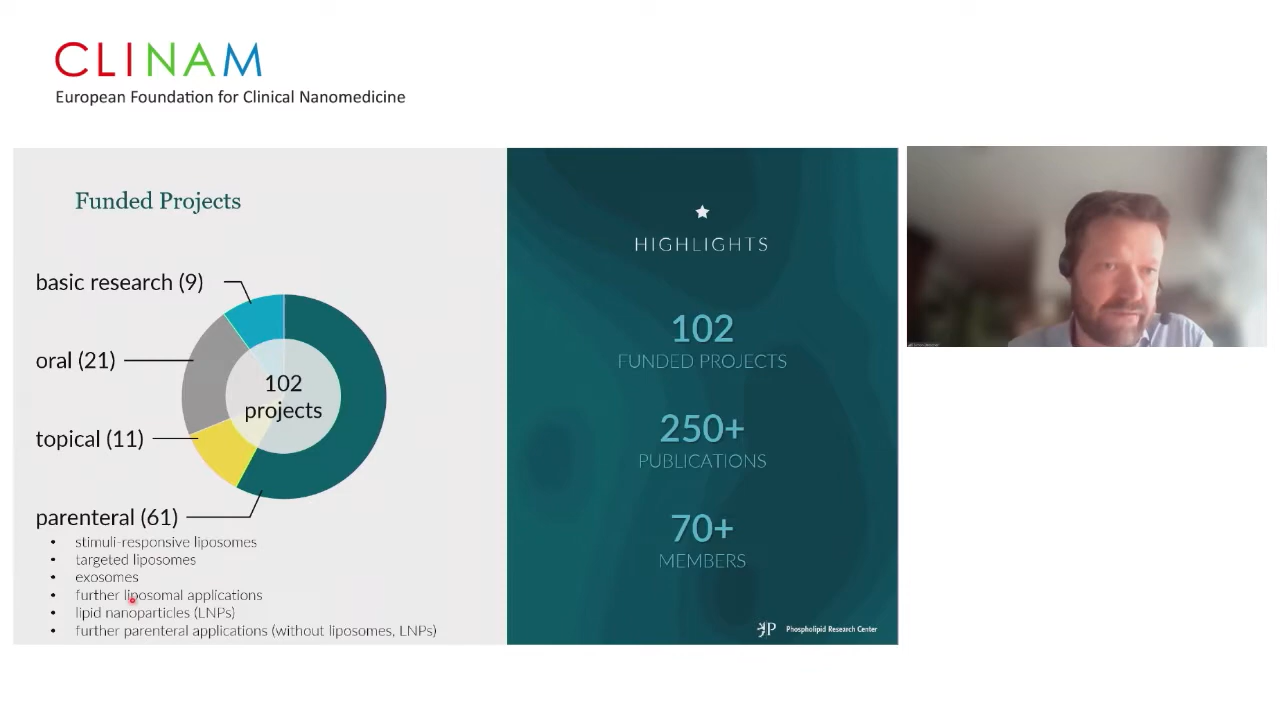 CLINAM
European Foundation for Clinical Nanomedicine
Funded Projects
basic research (9)
oral (21)
topical (11)
parenteral (61)
102
projects
• stimuli-responsive liposomes
• targeted liposomes
• exosomes
• further liposomal applications
• lipid nanoparticles (LNPs)
• further parenteral applications (without liposomes, LNPs)
HIGHLIGHTS
102
FUNDED PROJECTS
250+
PUBLICATIONS
70+
MEMBERS
Phospholipid Research Center